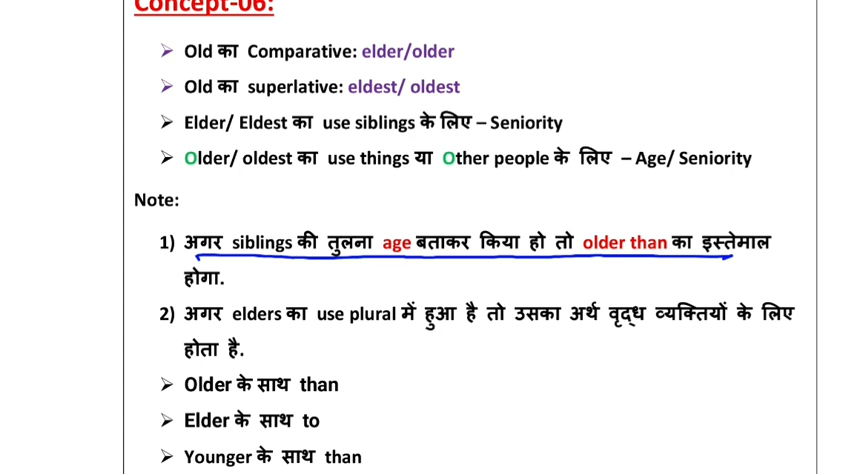 Concept-06:
➢ Old का Comparative: elder/older
➢ Old का superlative: eldest/ oldest
➢ Elder/ Eldest का use siblings के लिए – Seniority
➢ Older/ oldest का use things या Other people के लिए – Age/ Seniority
Note:
1) अगर siblings की तुलना age बताकर किया हो तो older than का इस्तेमाल
होगा.
2) अगर elders का use plural में हुआ है तो उसका अर्थ वृद्ध व्यक्तियों के लिए
होता है.
➢ Older के साथ than
➢ Elder के साथ to
➢ Younger के साथ than